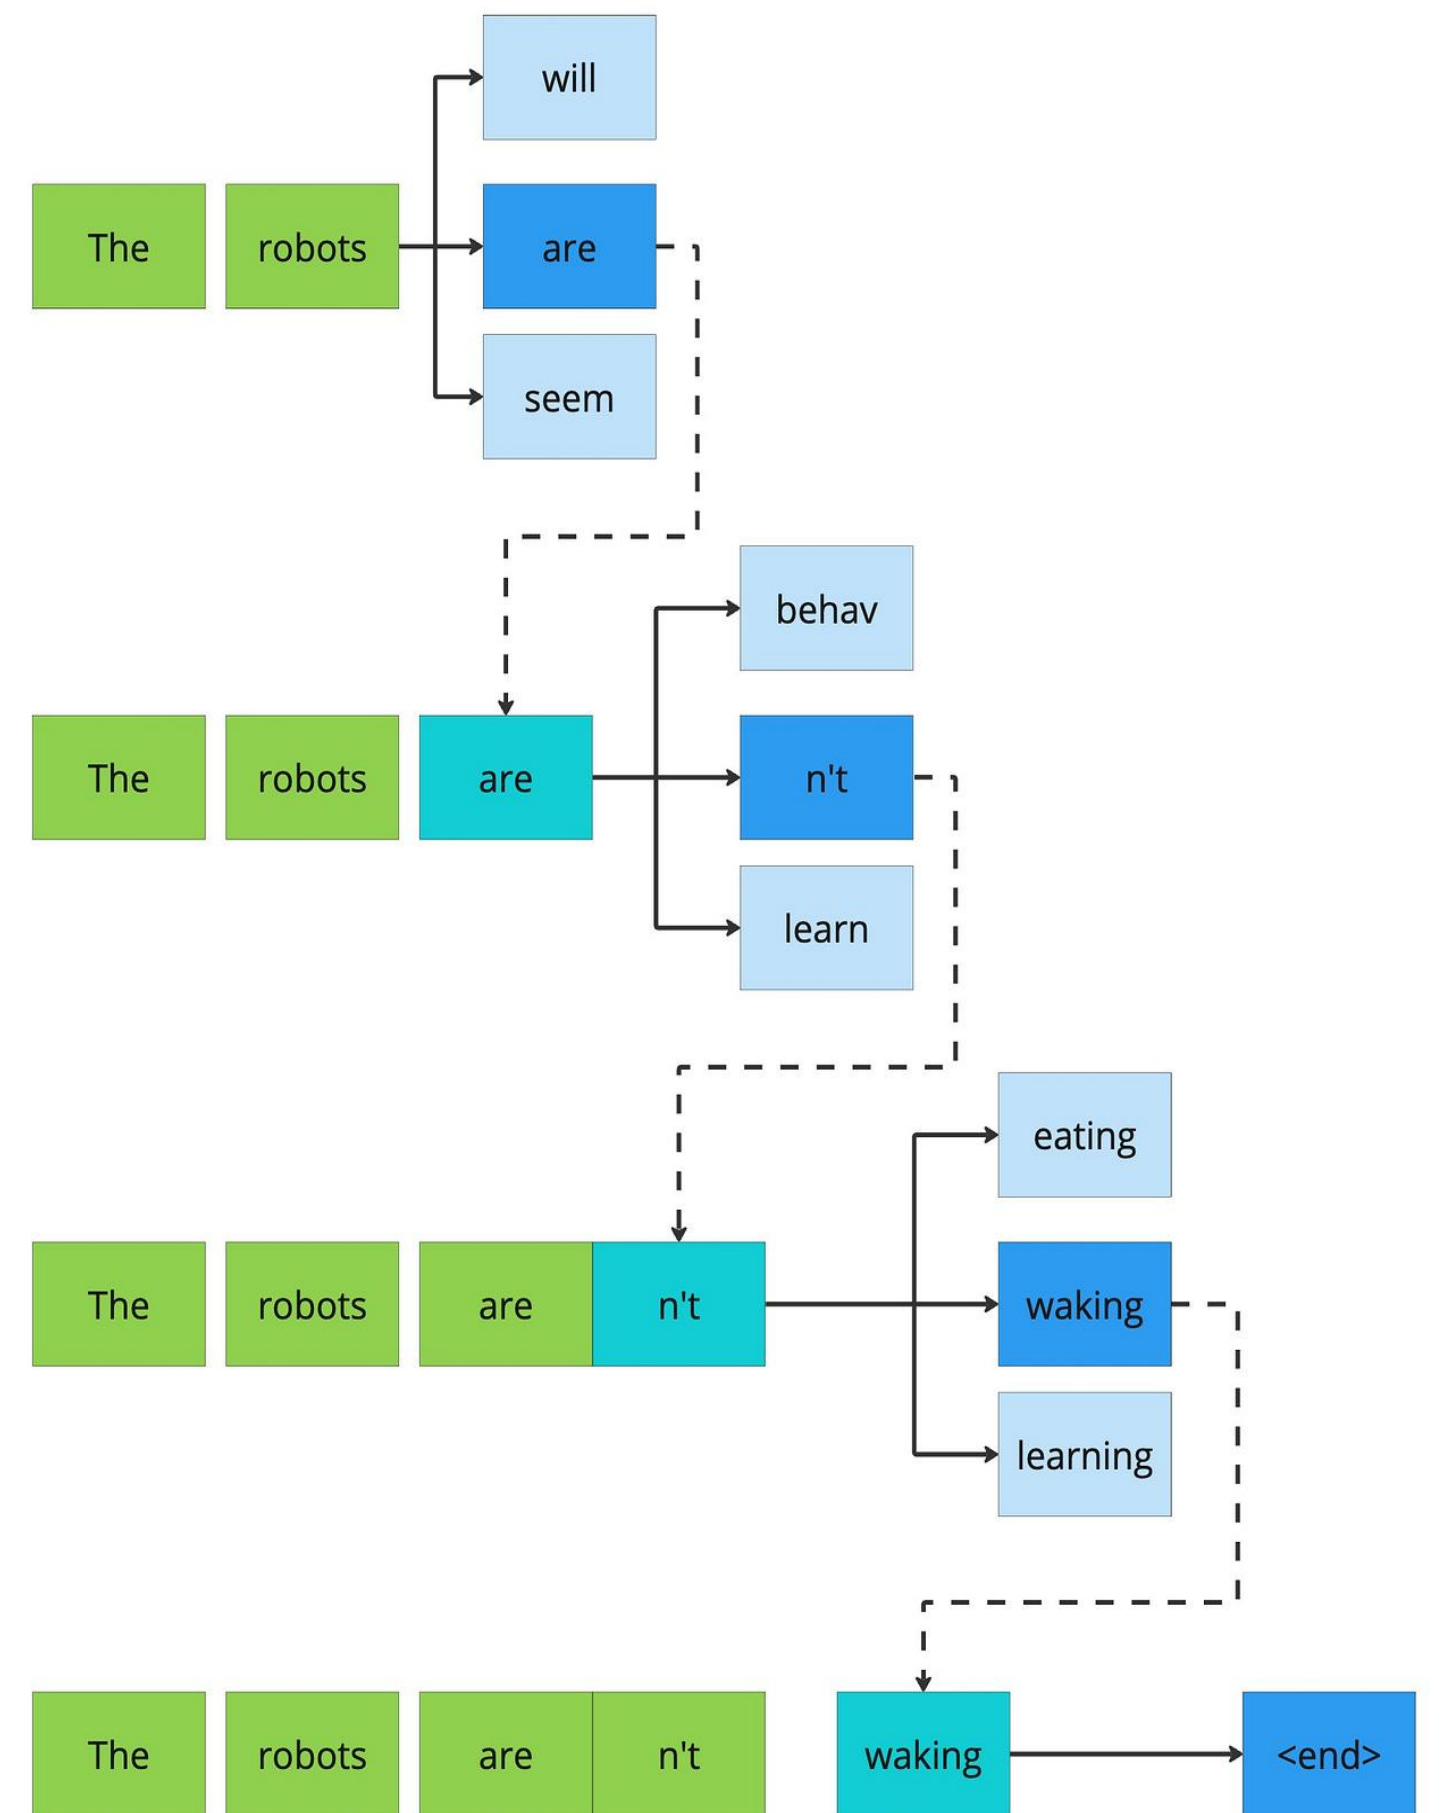 will
The robots are
seem
behav
The robots are n't
learn
eating
The robots are n't waking
learning
The robots are n't waking <end>